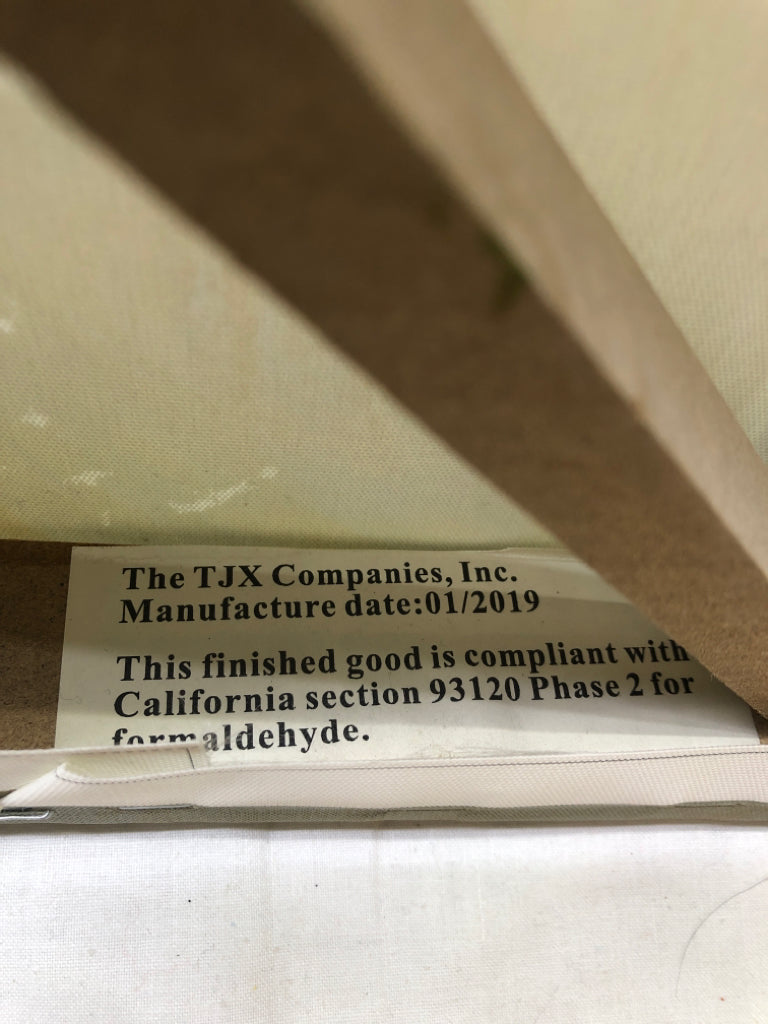 The TJX Companies, Inc.
Manufacture date:01/2019
This finished good is compliant with
California section 93120 Phase 2 for
formaldehyde.